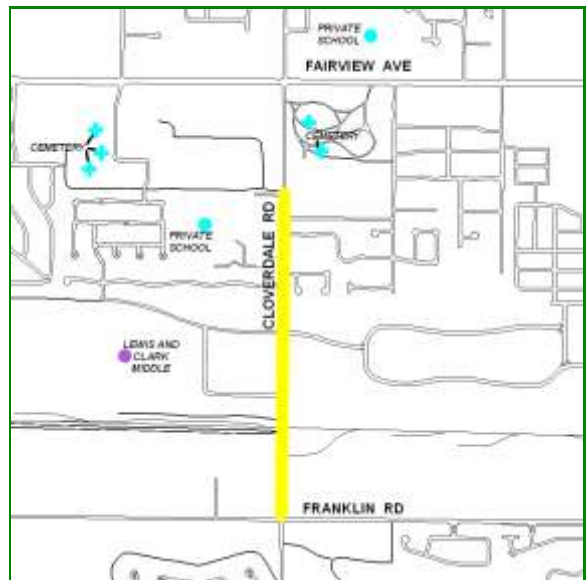 PRIVATE
SCHOOL
FAIRVIEW AVE
CEMETERY
CEMETERY
CLOVERDALE RD
PRIVATE
SCHOOL
LEWIS AND
CLARK
MIDDLE
FRANKLIN RD